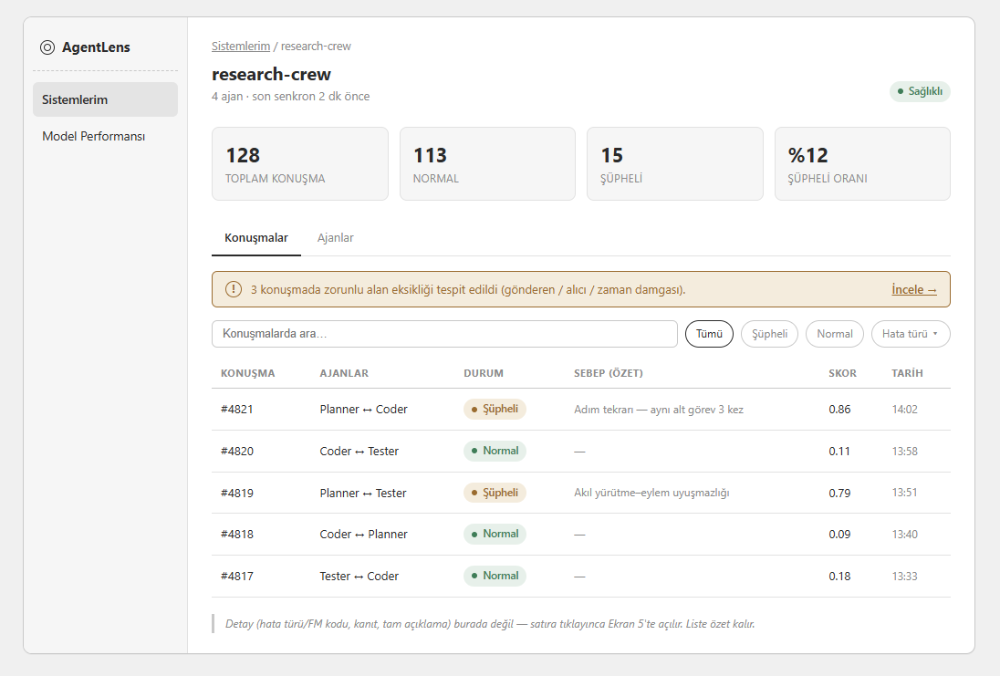 AgentLens
Sistemlerim
Model Performansı
Sistemlerim / research-crew
research-crew
4 ajan · son senkron 2 dk önce
Sağlıklı
128
TOPLAM KONUŞMA
113
NORMAL
15
ŞÜPHELİ
%12
ŞÜPHELİ ORANI
Konuşmalar Ajanlar
! 3 konuşmada zorunlu alan eksikliği tespit edildi (gönderen / alıcı / zaman damgası). İncele →
Konuşmalarda ara… Tümü Şüpheli Normal Hata türü ▾
KONUŞMA AJANLAR DURUM SEBEP (ÖZET) SKOR TARİH
#4821 Planner ↔ Coder Şüpheli Adım tekrarı — aynı alt görev 3 kez 0.86 14:02
#4820 Coder ↔ Tester Normal — 0.11 13:58
#4819 Planner ↔ Tester Şüpheli Akıl yürütme–eylem uyuşmazlığı 0.79 13:51
#4818 Coder ↔ Planner Normal — 0.09 13:40
#4817 Tester ↔ Coder Normal — 0.18 13:33
Detay (hata türü/FM kodu, kanıt, tam açıklama) burada değil — satıra tıklayınca Ekran 5'te açılır. Liste özet kalır.